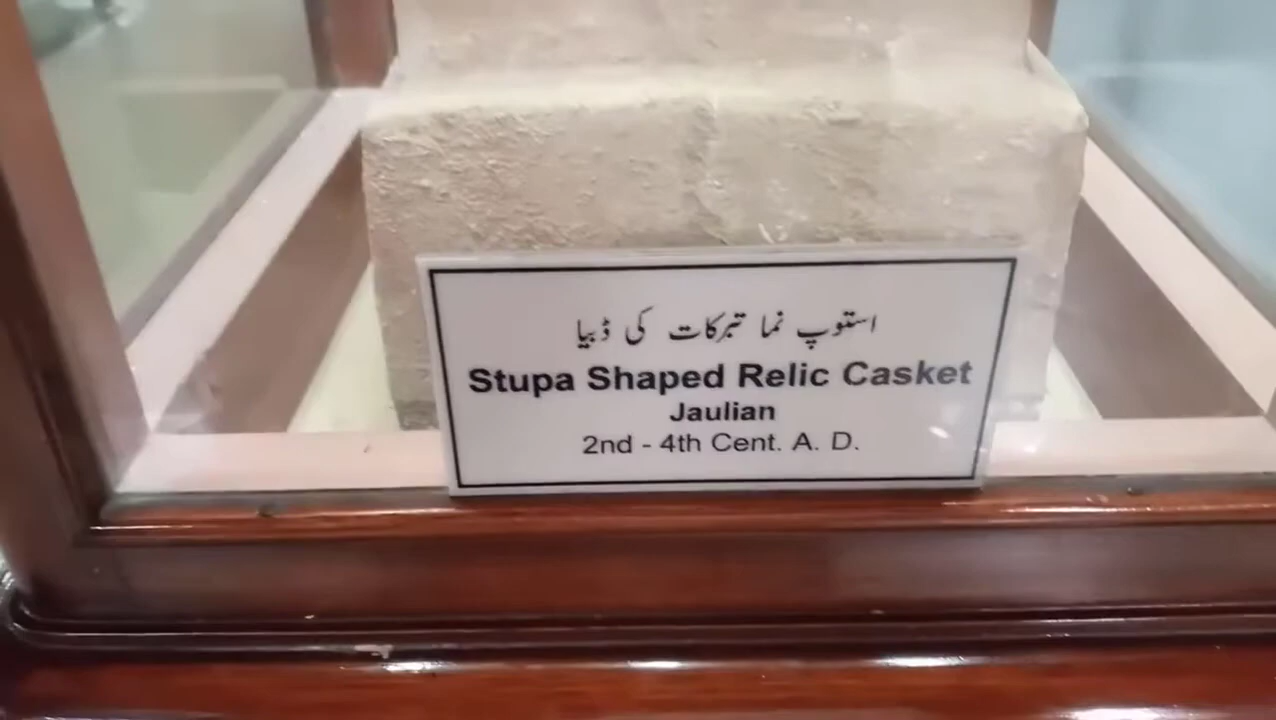 استوپ نما تبرکات کی ڈبیا
Stupa Shaped Relic Casket
Jaulian
2nd - 4th Cent. A. D.